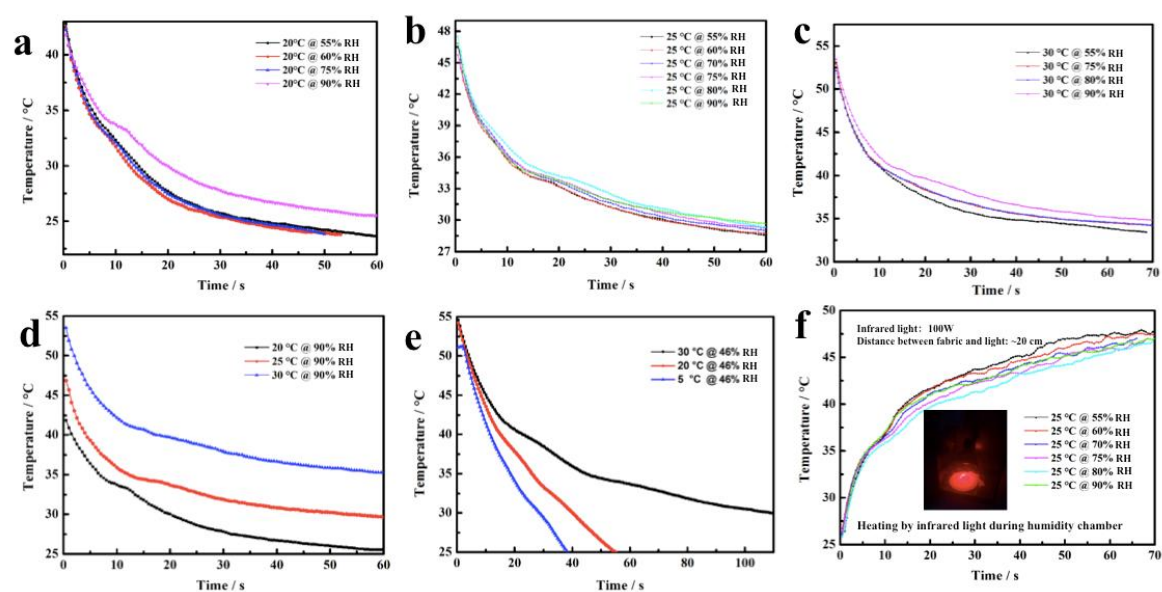 a
20°C @ 55% RH
20°C @ 60% RH
20°C @ 75% RH
20°C @ 90% RH
Temperature / °C
40
35
30
25
0 10 20 30 40 50 60
Time / s
b
25 °C @ 55% RH
25 °C @ 60% RH
25 °C @ 70% RH
25 °C @ 75% RH
25 °C @ 80% RH
25 °C @ 90% RH
Temperature / °C
48
45
42
39
36
33
30
27
0 10 20 30 40 50 60
Time / s
c
30 °C @ 55% RH
30 °C @ 75% RH
30 °C @ 80% RH
30 °C @ 90% RH
Temperature / °C
55
50
45
40
35
30
0 10 20 30 40 50 60 70
Time / s
d
20 °C @ 90% RH
25 °C @ 90% RH
30 °C @ 90% RH
Temperature / °C
55
50
45
40
35
30
25
0 10 20 30 40 50 60
Time / s
e
30 °C @ 46% RH
20 °C @ 46% RH
5 °C @ 46% RH
Temperature / °C
55
50
45
40
35
30
25
0 20 40 60 80 100
Time / s
f
Infrared light: 100W
Distance between fabric and light: ~20 cm
25 °C @ 55% RH
25 °C @ 60% RH
25 °C @ 70% RH
25 °C @ 75% RH
25 °C @ 80% RH
25 °C @ 90% RH
Heating by infrared light during humidity chamber
Temperature / °C
50
45
40
35
30
25
0 10 20 30 40 50 60 70
Time / s